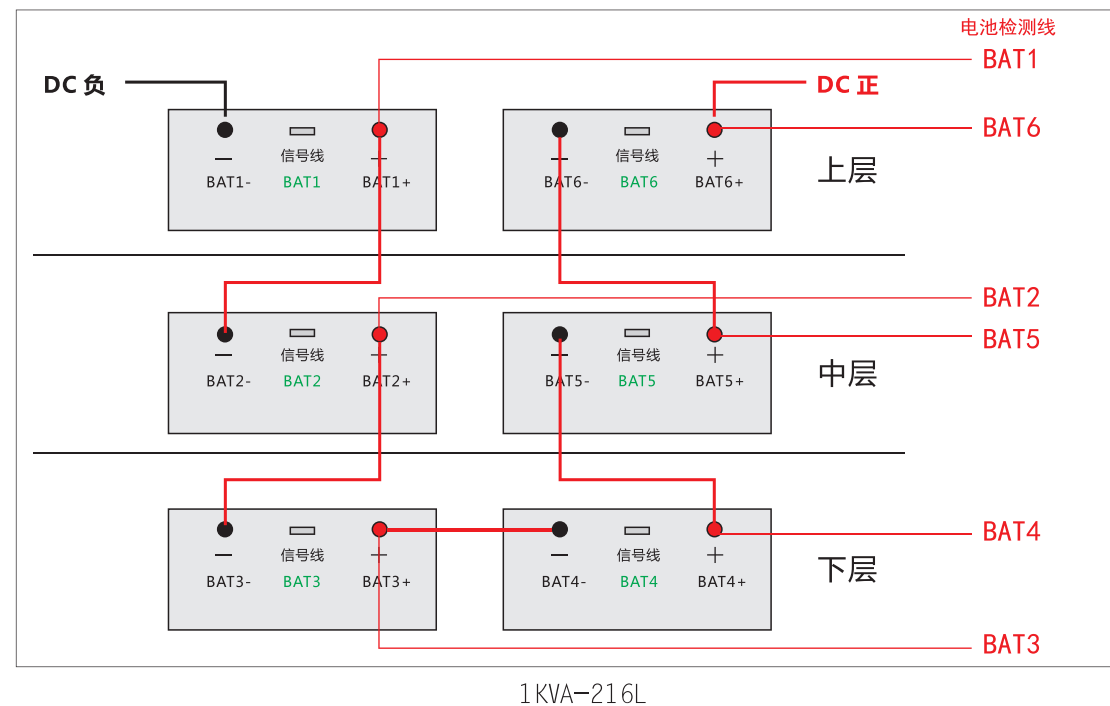 电池检测线
BAT1
DC 负
DC 正
BAT6
信号线
信号线
BAT1- BAT1 BAT1+
BAT6- BAT6 BAT6+
上层
BAT2
BAT5
信号线
信号线
BAT2- BAT2 BAT2+
BAT5- BAT5 BAT5+
中层
BAT4
信号线
信号线
BAT3- BAT3 BAT3+
BAT4- BAT4 BAT4+
下层
BAT3
1KVA-216L